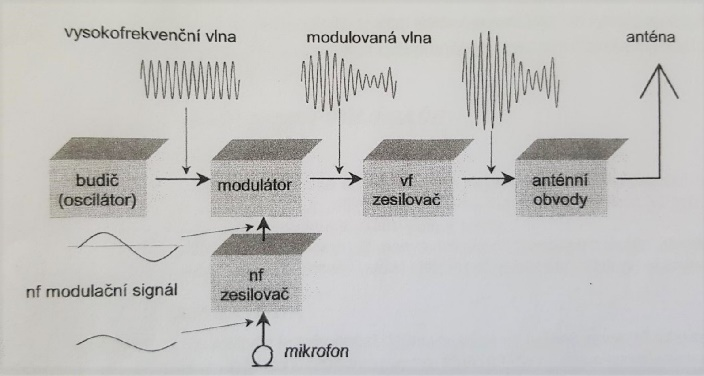 vysokofrekvenční vlna
modulovaná vlna
anténa
budič
(oscilátor)
modulátor
vf
zesilovač
anténní
obvody
nf modulační signál
nf
zesilovač
mikrofon